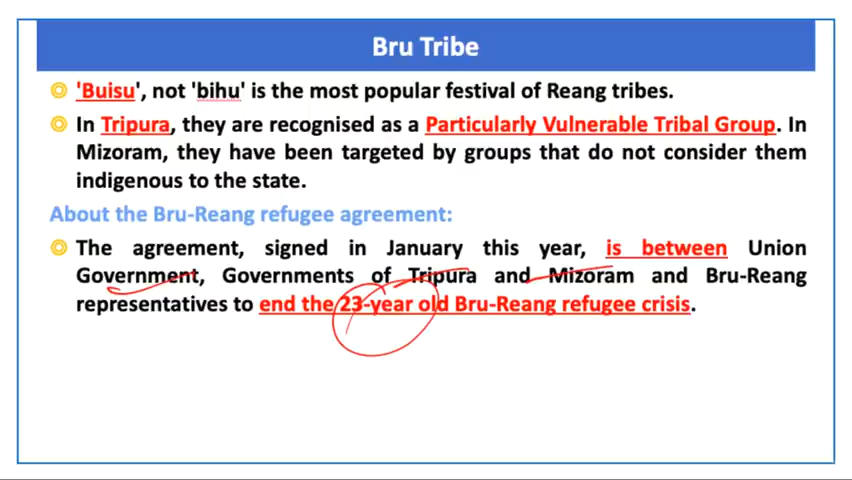 Bru Tribe
'Buisu', not 'bihu' is the most popular festival of Reang tribes.
In Tripura, they are recognised as a Particularly Vulnerable Tribal Group. In
Mizoram, they have been targeted by groups that do not consider them
indigenous to the state.
About the Bru-Reang refugee agreement:
The agreement, signed in January this year, is between Union
Government, Governments of Tripura and Mizoram and Bru-Reang
representatives to end the 23-year old Bru-Reang refugee crisis.